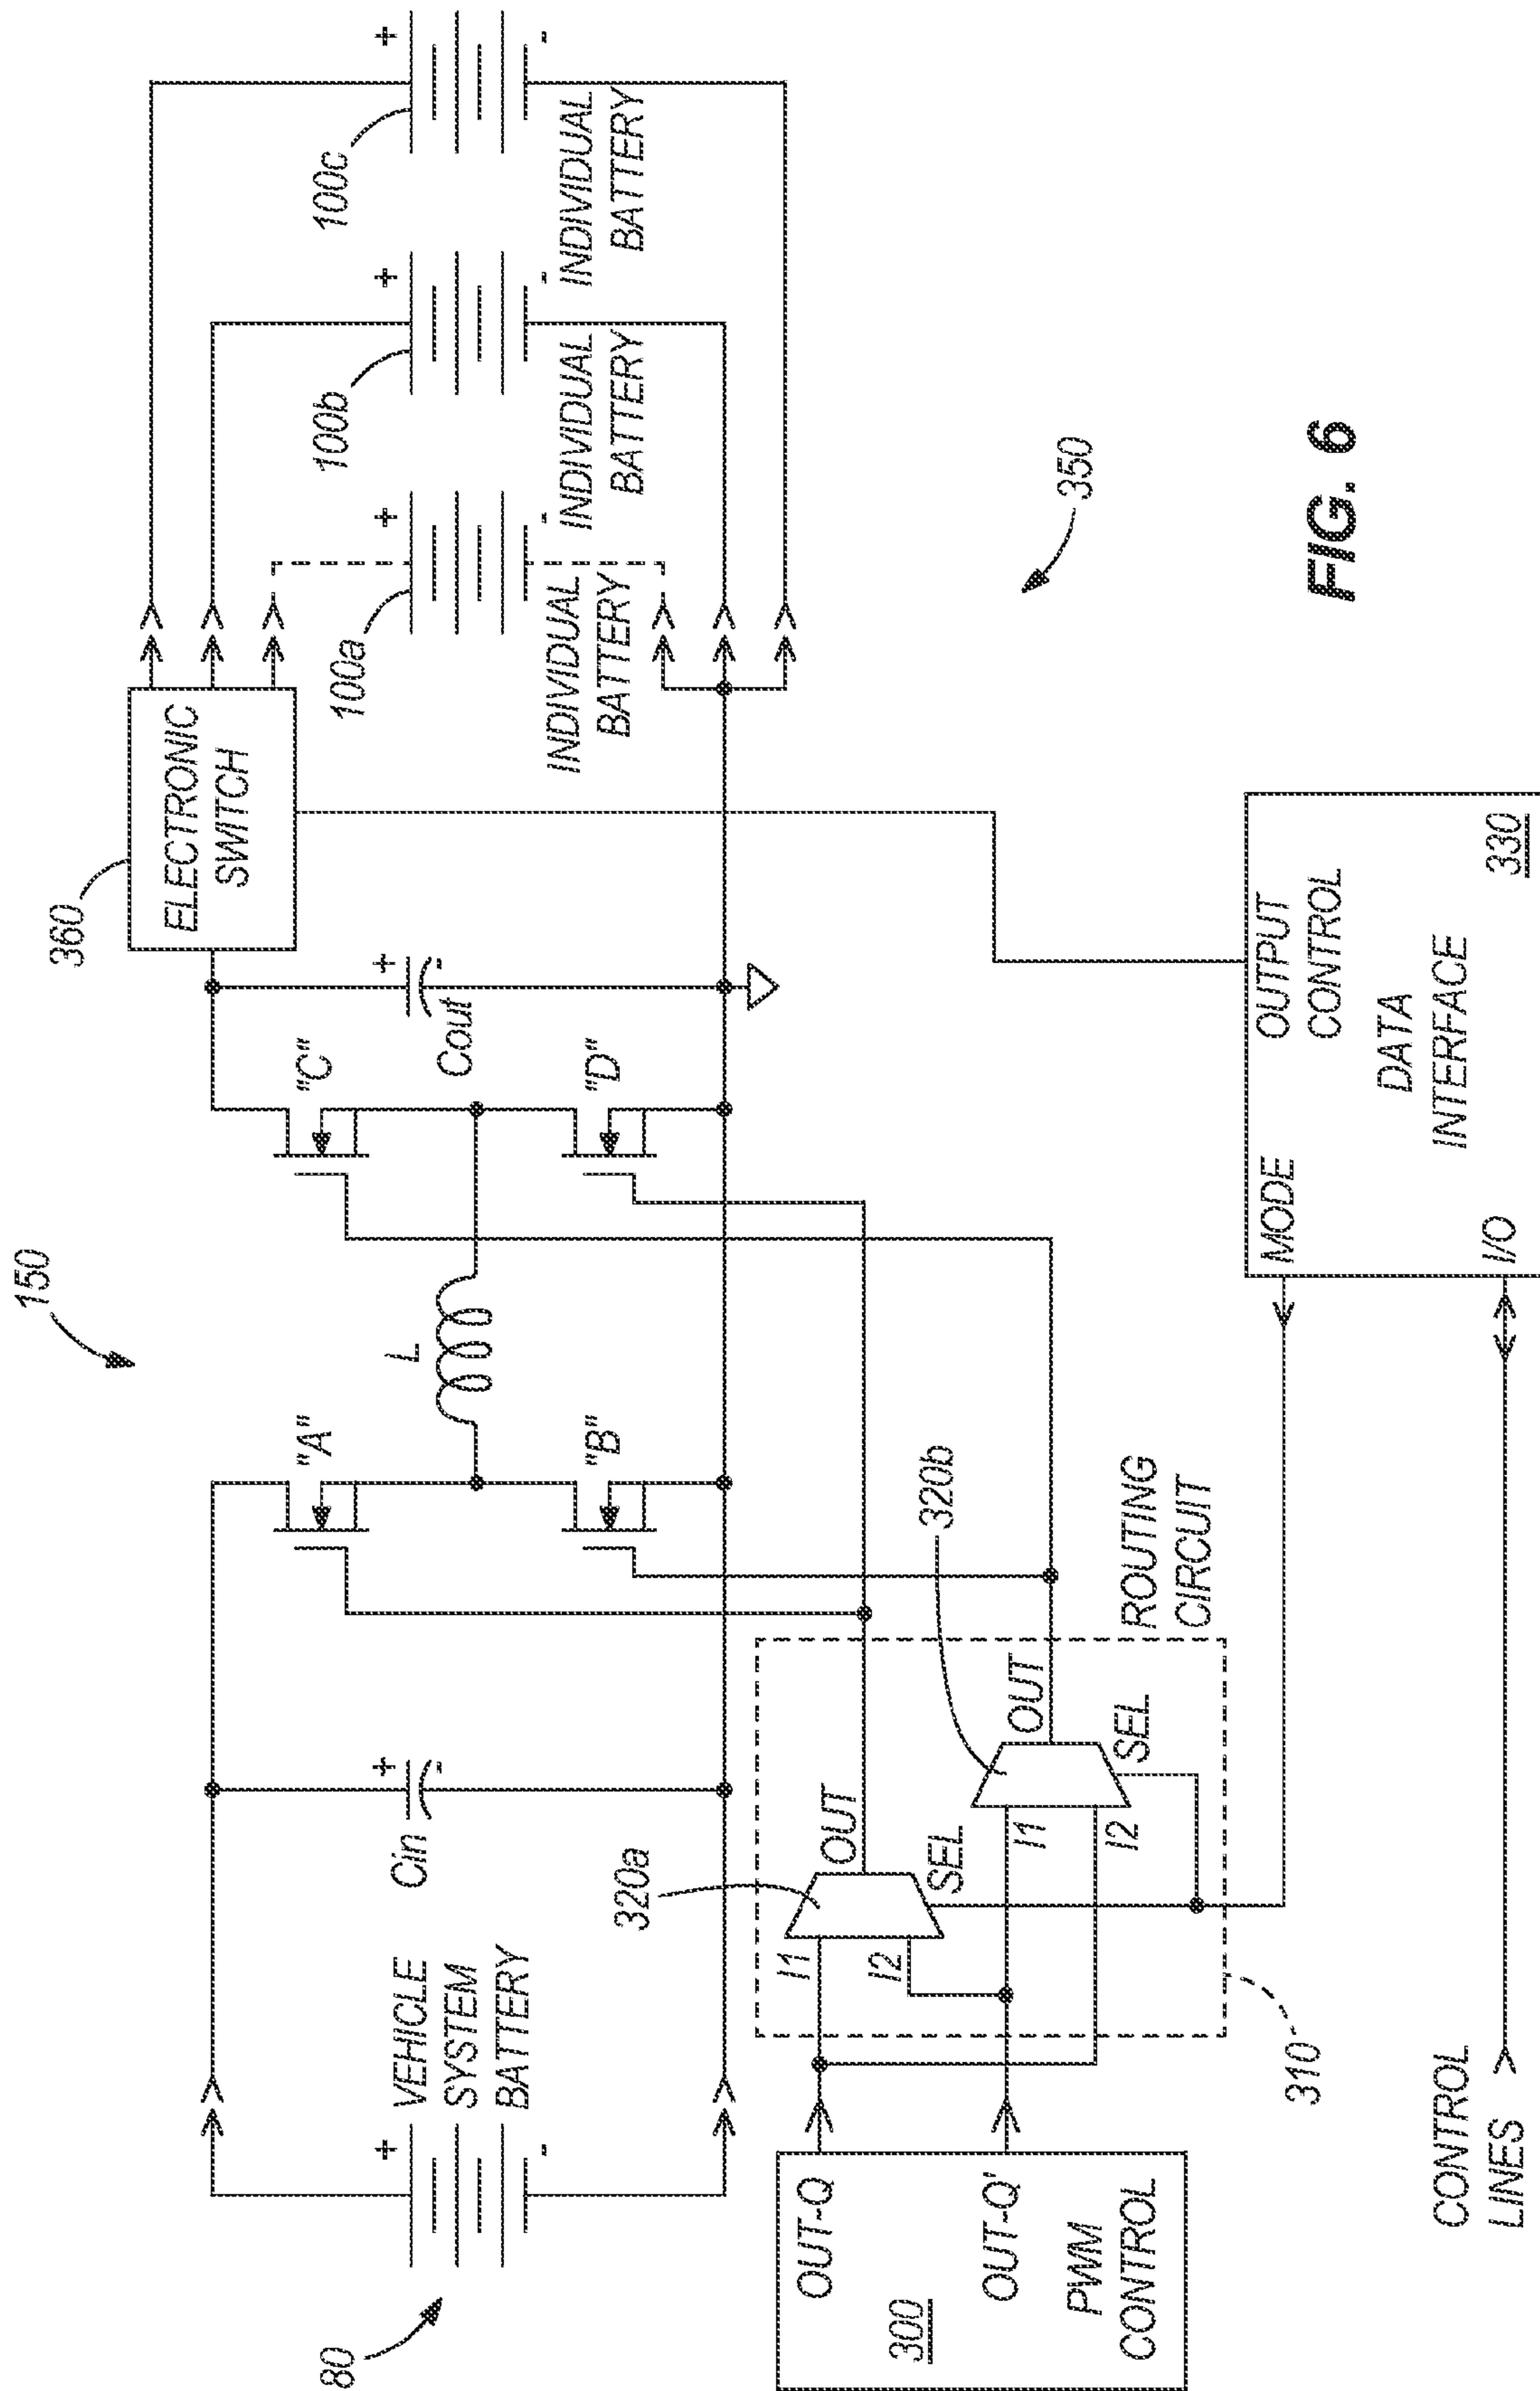 150
360
ELECTRONIC
SWITCH
80
+
VEHICLE
SYSTEM
BATTERY
-
+
Cin
-
"A"
"B"
L
"C"
"D"
+
Cout
-
100a
+
-
INDIVIDUAL
BATTERY
100b
+
-
INDIVIDUAL
BATTERY
100c
+
-
INDIVIDUAL
BATTERY
OUT-Q
300
OUT-Q'
PWM
CONTROL
320a
I1
I2
OUT
SEL
320b
I1
I2
OUT
SEL
ROUTING
CIRCUIT
310
350
MODE
OUTPUT
CONTROL
DATA
INTERFACE
I/O
330
CONTROL
LINES
FIG. 6